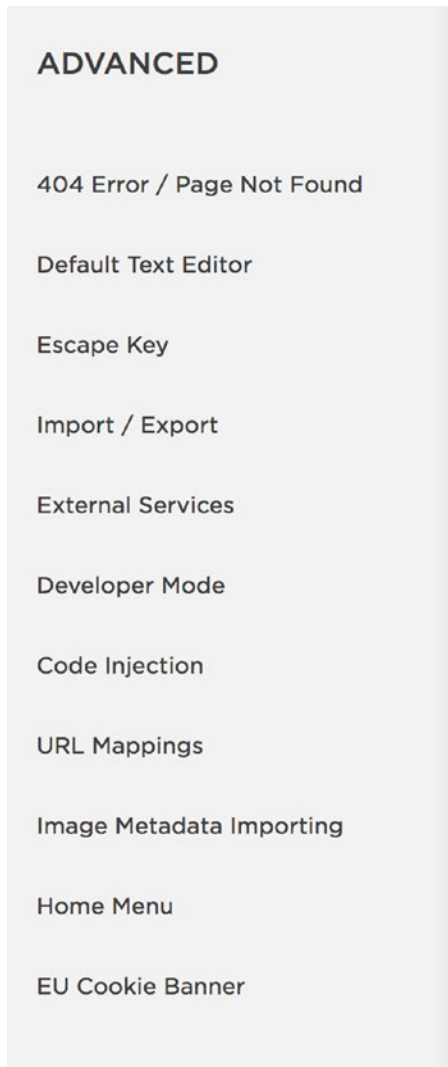 ADVANCED
404 Error / Page Not Found
Default Text Editor
Escape Key
Import / Export
External Services
Developer Mode
Code Injection
URL Mappings
Image Metadata Importing
Home Menu
EU Cookie Banner